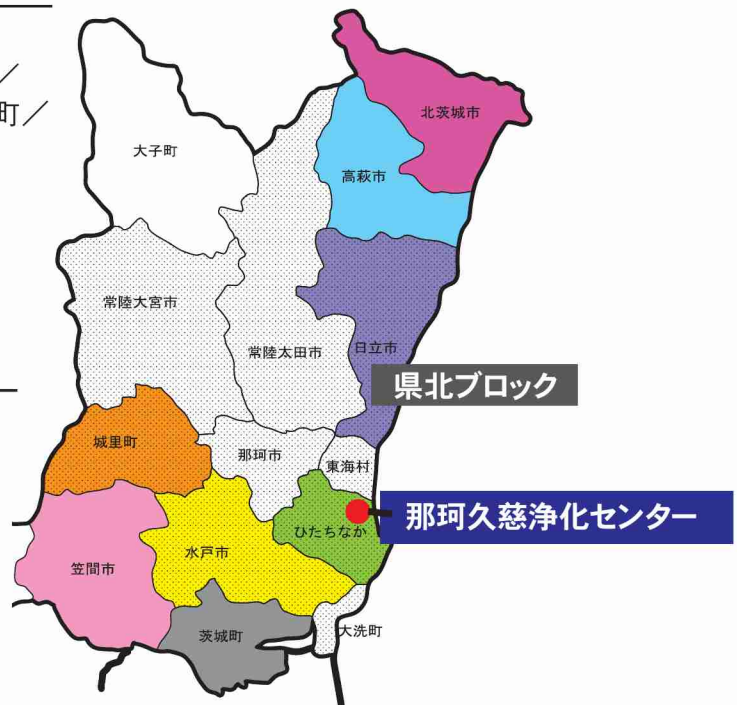 ／
町／
北茨城市
大子町
高萩市
常陸大宮市
常陸太田市
日立市
県北ブロック
城里町
那珂市
東海村
那珂久慈浄化センター
ひたちなか
水戸市
笠間市
茨城町
大洗町